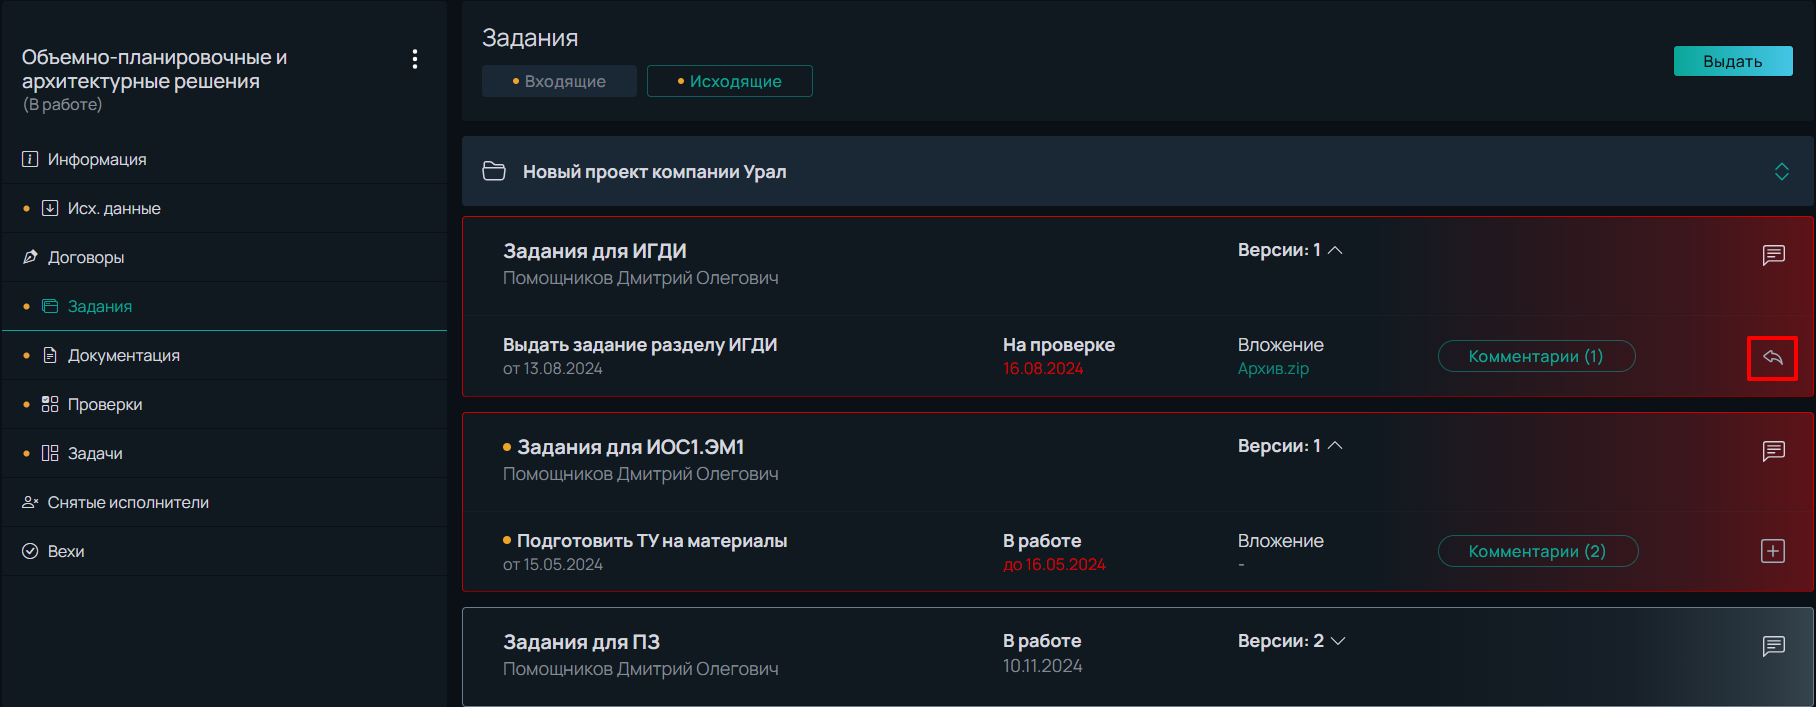 Объемно-планировочные и
архитектурные решения
(В работе)
Информация
Исх. данные
Договоры
Задания
Документация
Проверки
Задачи
Снятые исполнители
Вехи
Задания
Входящие
Исходящие
Выдать
Новый проект компании Урал
Задания для ИГДИ
Помощников Дмитрий Олегович
Версии: 1
Выдать задание разделу ИГДИ
от 13.08.2024
На проверке
16.08.2024
Вложение
Архив.zip
Комментарии (1)
Задания для ИОС1.ЭМ1
Помощников Дмитрий Олегович
Версии: 1
Подготовить ТУ на материалы
от 15.05.2024
В работе
до 16.05.2024
Вложение
-
Комментарии (2)
Задания для ПЗ
Помощников Дмитрий Олегович
В работе
10.11.2024
Версии: 2